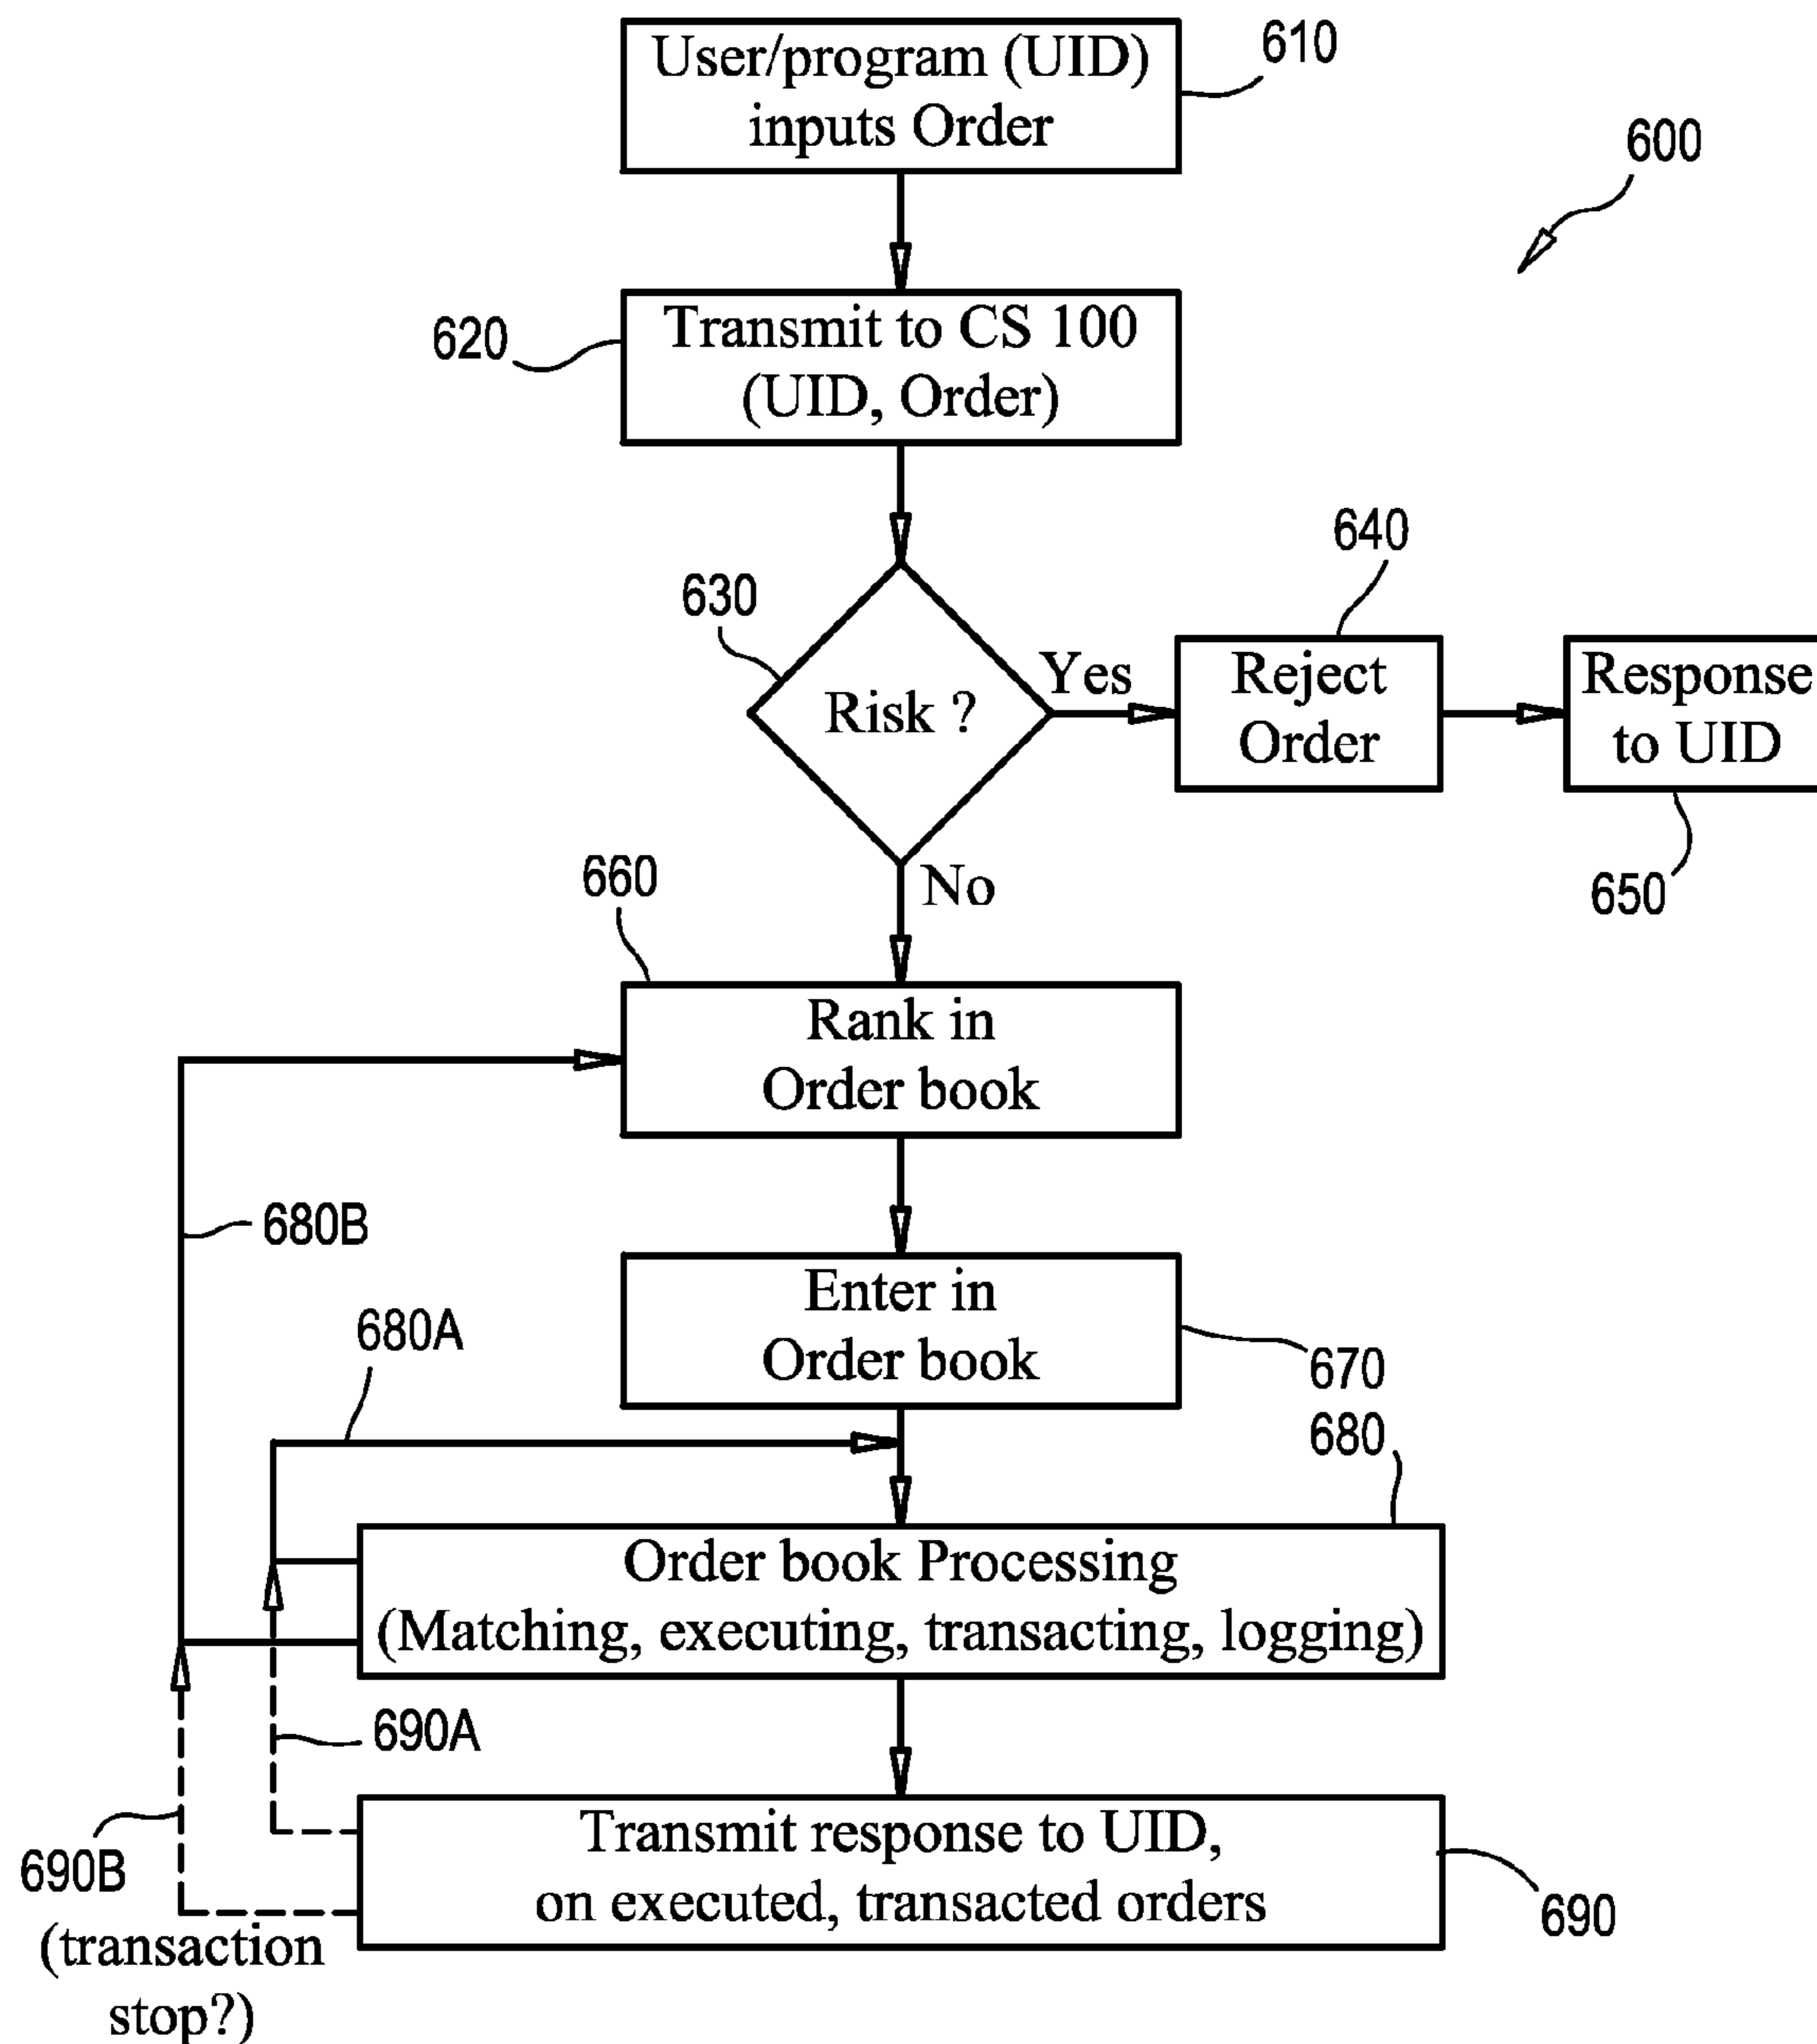 User/program (UID)
inputs Order
610
600
Transmit to CS 100
(UID, Order)
620
630
Risk ?
Yes
640
Reject
Order
Response
to UID
650
No
660
Rank in
Order book
680B
Enter in
Order book
670
680A
680
Order book Processing
(Matching, executing, transacting, logging)
690A
690B
(transaction
stop?)
Transmit response to UID,
on executed, transacted orders
690